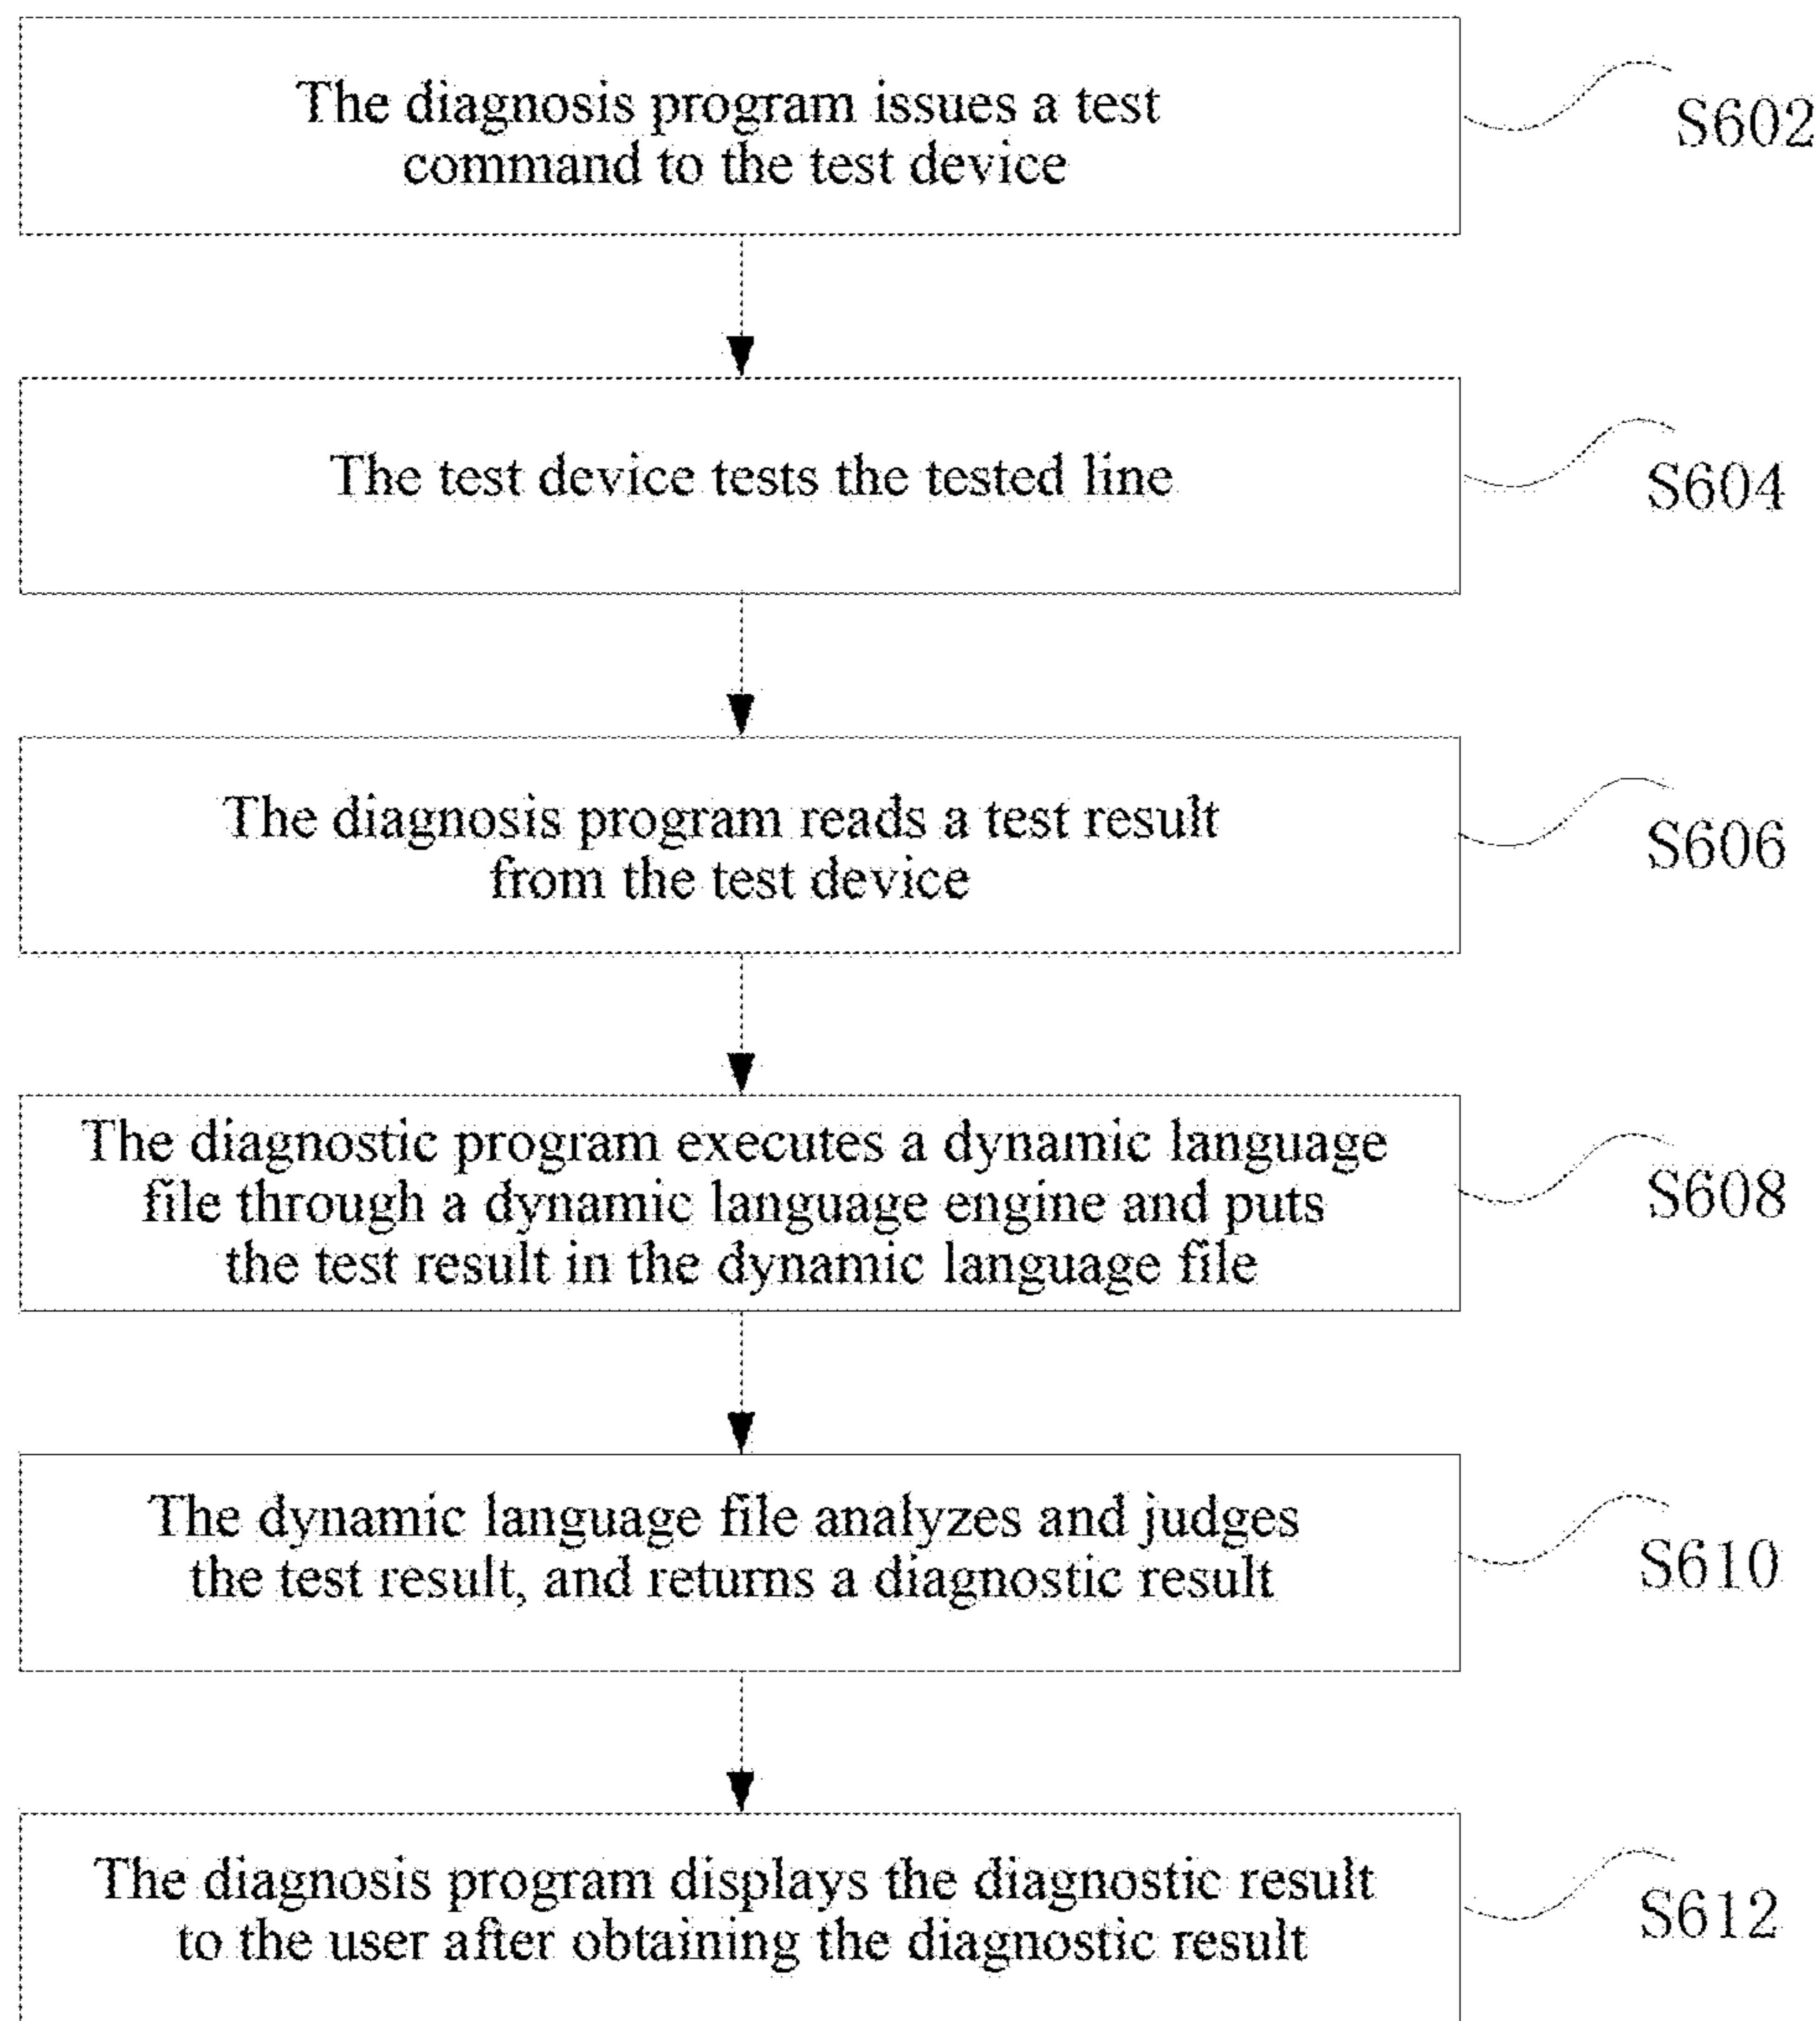 The diagnosis program issues a test
command to the test device
S602
The test device tests the tested line
S604
The diagnosis program reads a test result
from the test device
S606
The diagnostic program executes a dynamic language
file through a dynamic language engine and puts
the test result in the dynamic language file
S608
The dynamic language file analyzes and judges
the test result, and returns a diagnostic result
S610
The diagnosis program displays the diagnostic result
to the user after obtaining the diagnostic result
S612